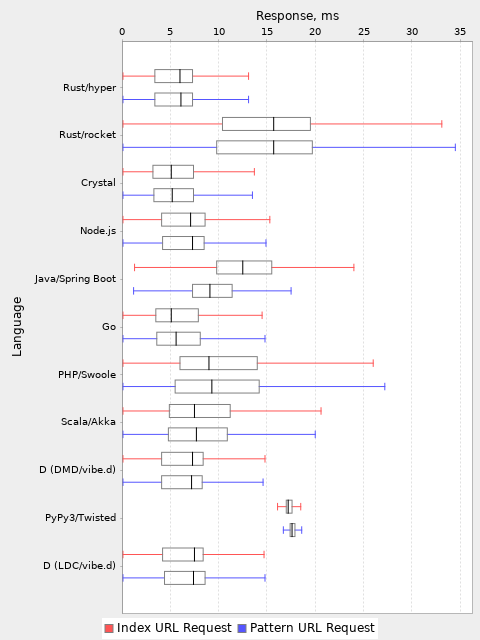 Response, ms
0 5 10 15 20 25 30 35
Language
Rust/hyper
Rust/rocket
Crystal
Node.js
Java/Spring Boot
Go
PHP/Swoole
Scala/Akka
D (DMD/vibe.d)
PyPy3/Twisted
D (LDC/vibe.d)
Index URL Request Pattern URL Request